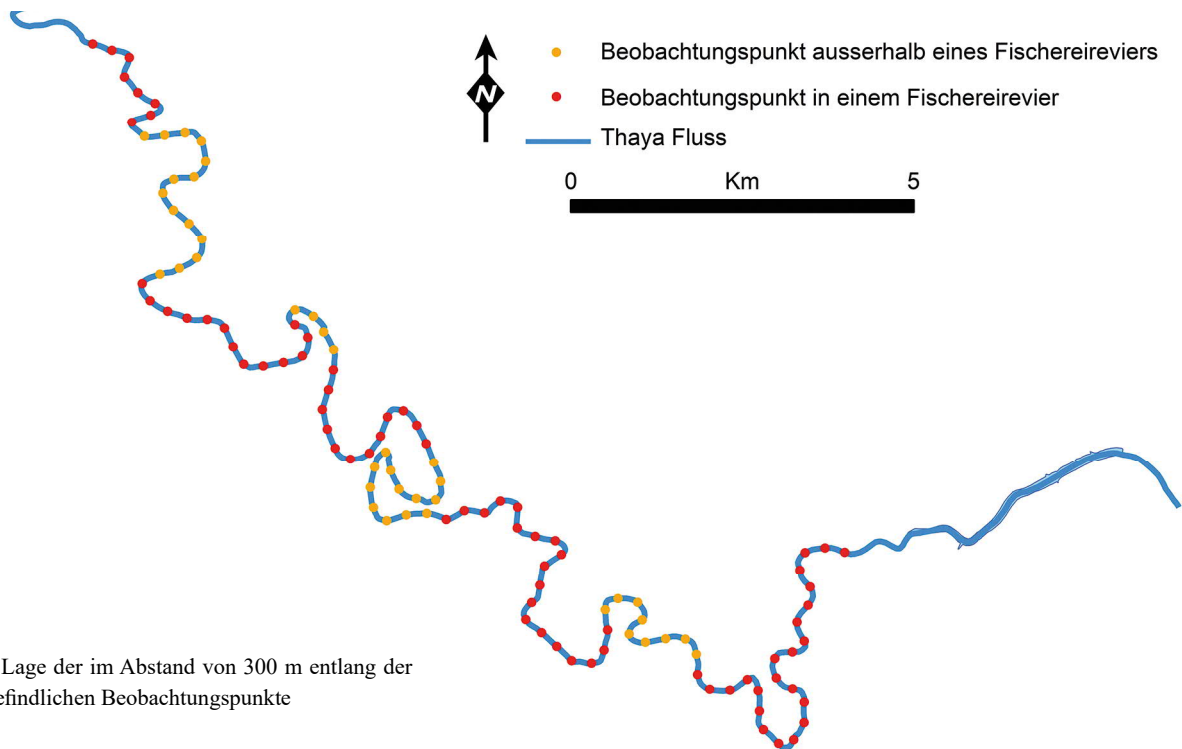 Beobachtungspunkt ausserhalb eines Fischereireviers
N
Beobachtungspunkt in einem Fischereirevier
Thaya Fluss
0 Km 5
Lage der im Abstand von 300 m entlang der
efindlichen Beobachtungspunkte